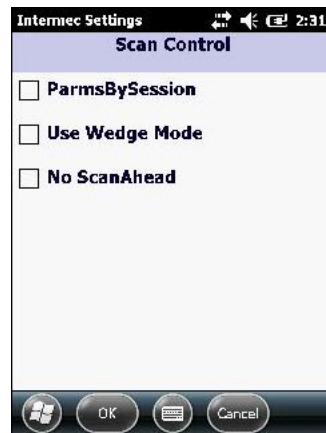 Intermec Settings 2:31
Scan Control
ParmsBySession
Use Wedge Mode
No ScanAhead
OK Cancel